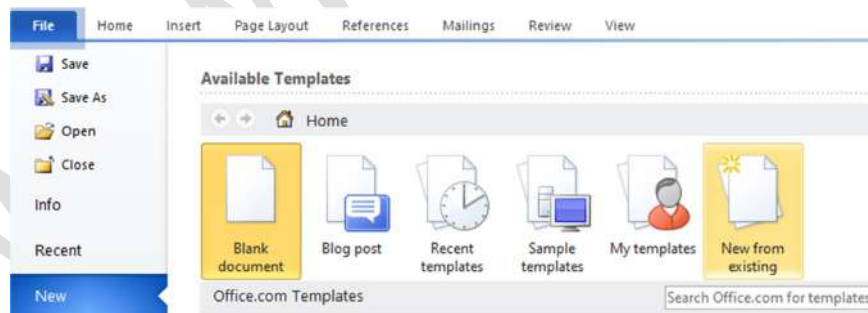 File Home Insert Page Layout References Mailings Review View
Save
Save As
Open
Close
Info
Recent
New
Available Templates
Home
Blank document
Blog post
Recent templates
Sample templates
My templates
New from existing
Office.com Templates
Search Office.com for templates